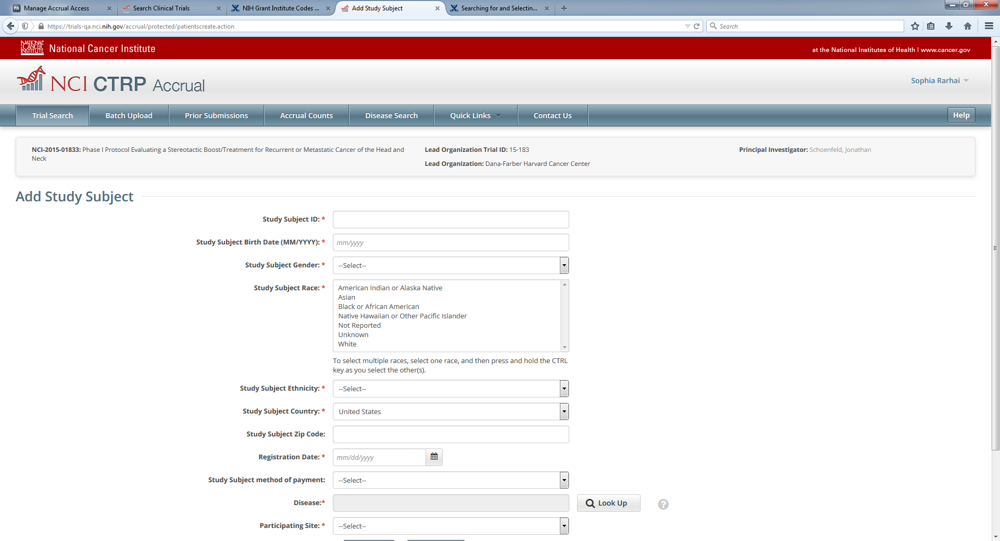 PA Manage Accrual Access
Search Clinical Trials
NIH Grant Institute Codes ...
Add Study Subject
Searching for and Selectin...
https://trials-qa.nci.nih.gov/accrual/protected/patientscreate.action
Search
NATIONAL CANCER INSTITUTE
National Cancer Institute
at the National Institutes of Health | www.cancer.gov
NCI CTRP Accrual
Sophia Rarhai
Trial Search
Batch Upload
Prior Submissions
Accrual Counts
Disease Search
Quick Links
Contact Us
Help
NCI-2015-01833: Phase I Protocol Evaluating a Stereotactic Boost/Treatment for Recurrent or Metastatic Cancer of the Head and
Neck
Lead Organization Trial ID: 15-183
Lead Organization: Dana-Farber Harvard Cancer Center
Principal Investigator: Schoenfeld, Jonathan
Add Study Subject
Study Subject ID: *
Study Subject Birth Date (MM/YYYY): * mm/yyyy
Study Subject Gender: * --Select--
Study Subject Race: * American Indian or Alaska Native
Asian
Black or African American
Native Hawaiian or Other Pacific Islander
Not Reported
Unknown
White
To select multiple races, select one race, and then press and hold the CTRL
key as you select the other(s).
Study Subject Ethnicity: * --Select--
Study Subject Country: * United States
Study Subject Zip Code:
Registration Date: * mm/dd/yyyy
Study Subject method of payment: --Select--
Disease:* Look Up ?
Participating Site: * --Select--